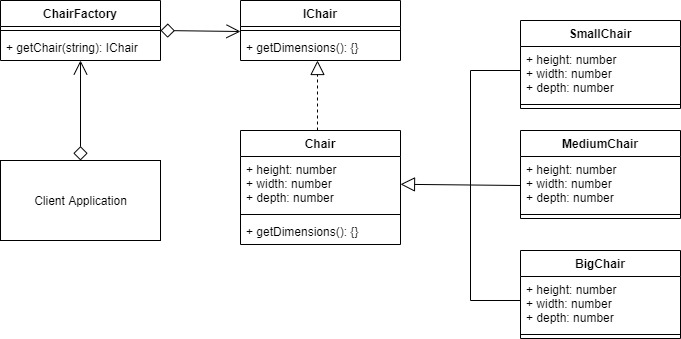 ChairFactory
+ getChair(string): IChair
IChair
+ getDimensions(): {}
SmallChair
+ height: number
+ width: number
+ depth: number
Chair
+ height: number
+ width: number
+ depth: number
+ getDimensions(): {}
MediumChair
+ height: number
+ width: number
+ depth: number
Client Application
BigChair
+ height: number
+ width: number
+ depth: number